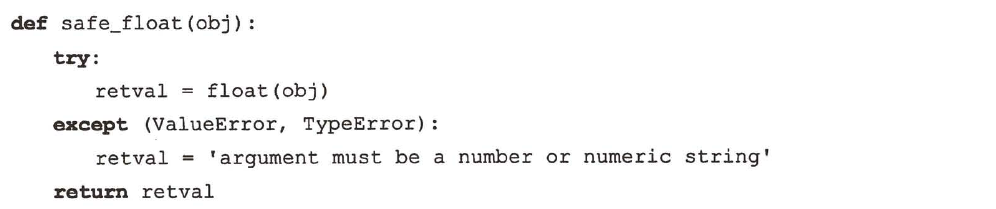 def safe_float(obj):
    try:
        retval = float(obj)
    except (ValueError, TypeError):
        retval = 'argument must be a number or numeric string'
    return retval